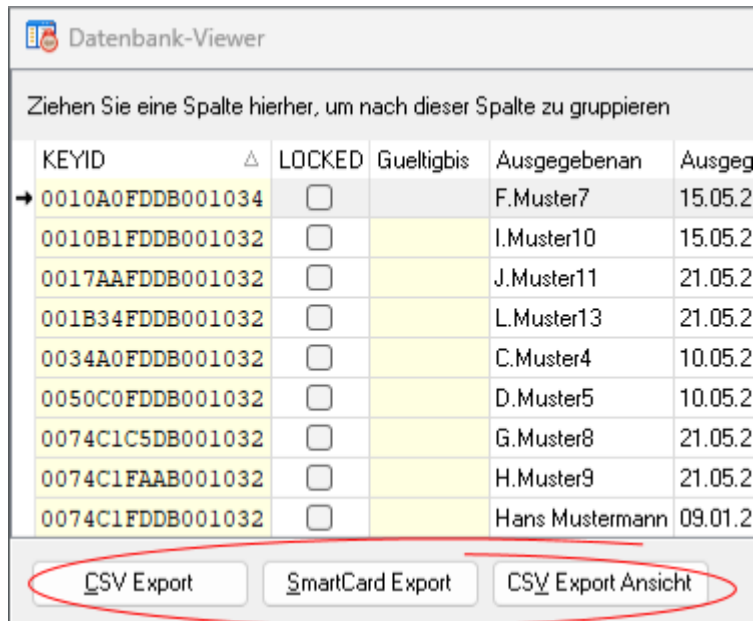 Datenbank-Viewer
Ziehen Sie eine Spalte hierher, um nach dieser Spalte zu gruppieren
KEYID LOCKED Gueltigbis Ausgegebenan Ausgeg
0010A0FDDB001034 F.Muster7 15.05.2
0010B1FDDB001032 I.Muster10 15.05.2
0017AAFDDB001032 J.Muster11 21.05.2
001B34FDDB001032 L.Muster13 21.05.2
0034A0FDDB001032 C.Muster4 10.05.2
0050C0FDDB001032 D.Muster5 10.05.2
0074C1C5DB001032 G.Muster8 21.05.2
0074C1FAAB001032 H.Muster9 21.05.2
0074C1FDDB001032 Hans Mustermann 09.01.2
CSV Export SmartCard Export CSV Export Ansicht